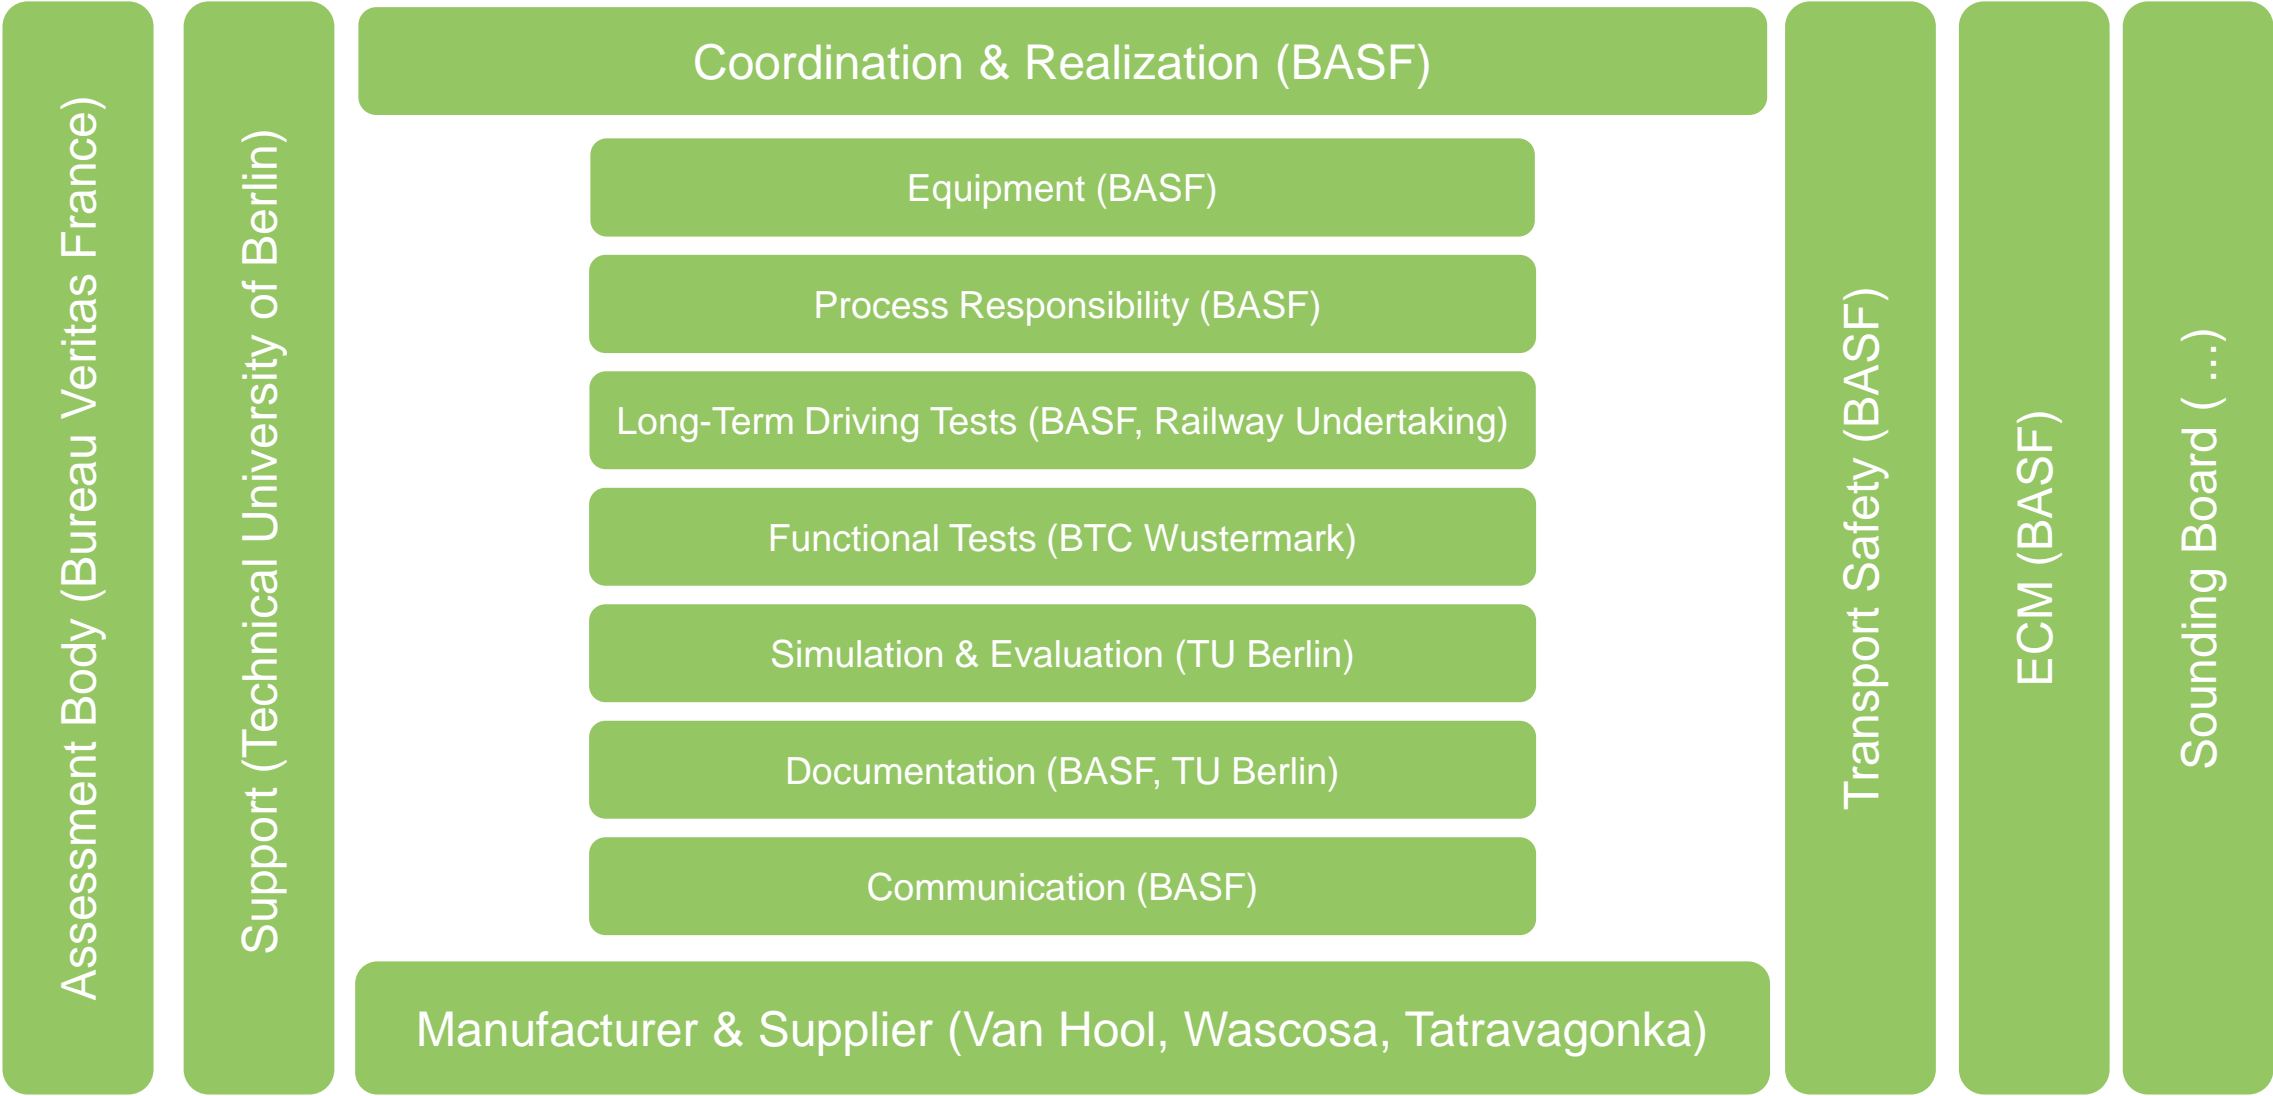 Assessment Body (Bureau Veritas France)
Support (Technical University of Berlin)
Coordination & Realization (BASF)
Equipment (BASF)
Process Responsibility (BASF)
Long-Term Driving Tests (BASF, Railway Undertaking)
Functional Tests (BTC Wustermark)
Simulation & Evaluation (TU Berlin)
Documentation (BASF, TU Berlin)
Communication (BASF)
Manufacturer & Supplier (Van Hool, Wascosa, Tatravagonka)
Transport Safety (BASF)
ECM (BASF)
Sounding Board ( ...)